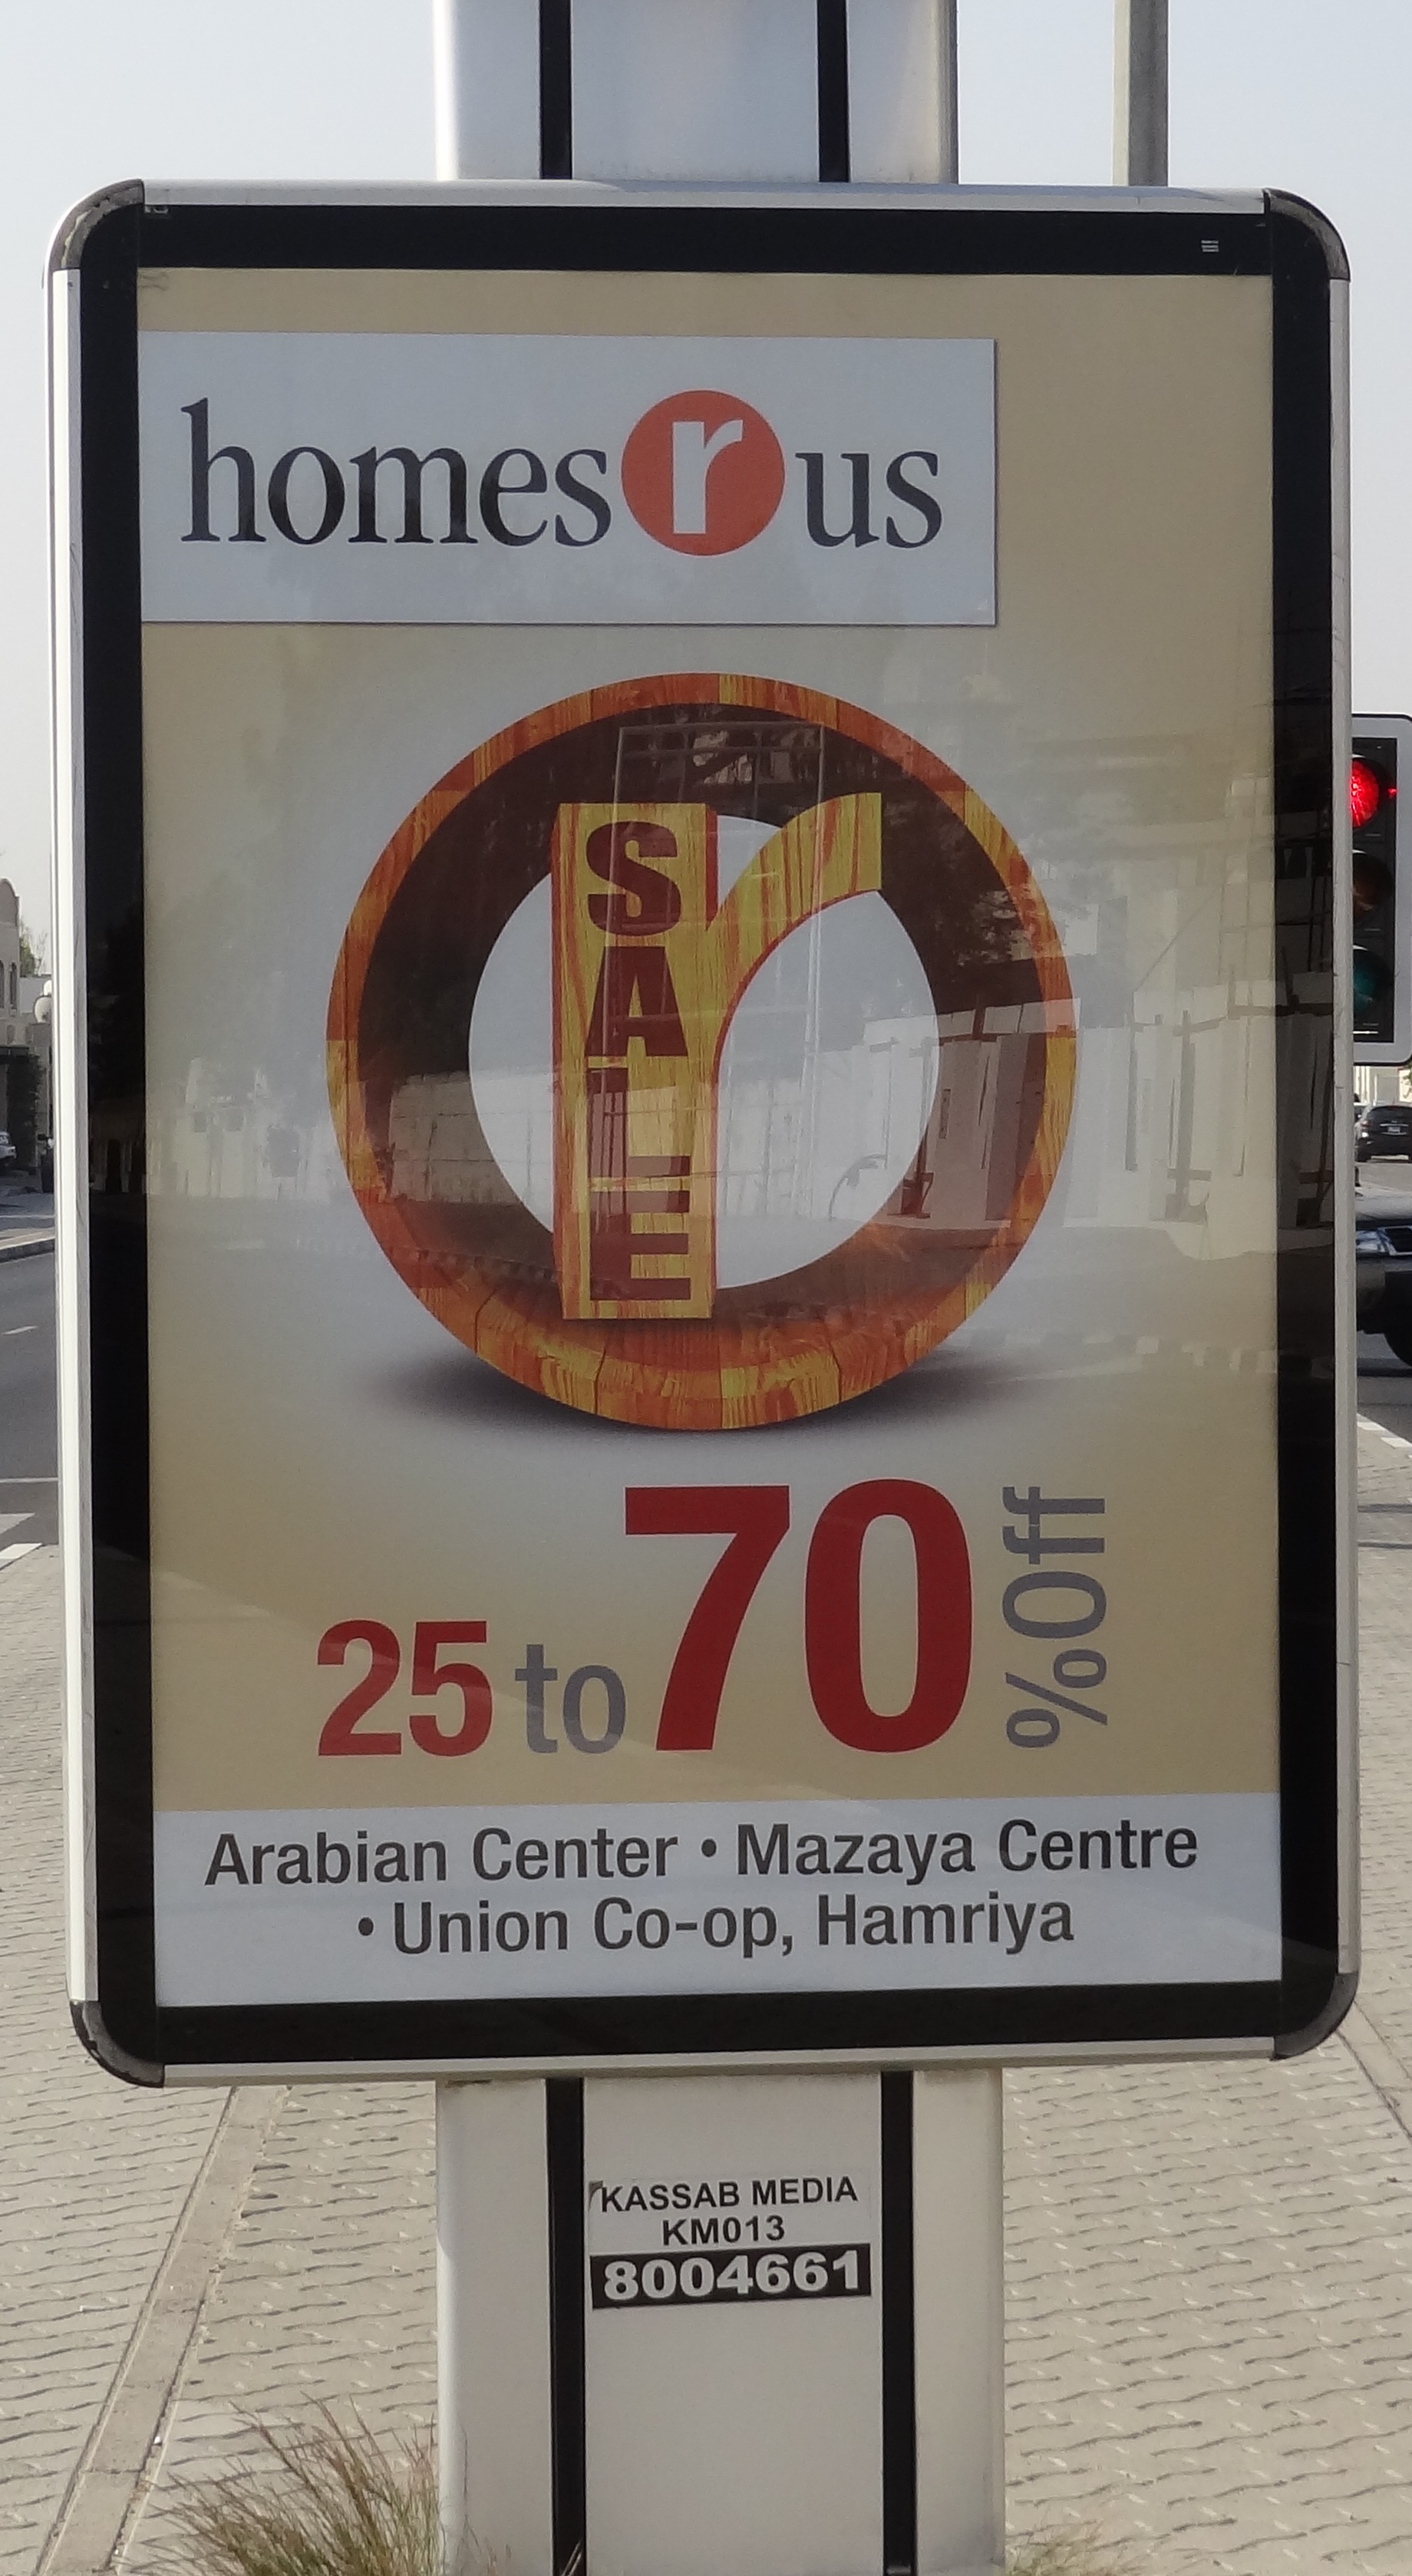 homes r us
SALE
25 to 70 %Off
Arabian Center • Mazaya Centre
• Union Co-op, Hamriya
KASSAB MEDIA
KM013
8004661